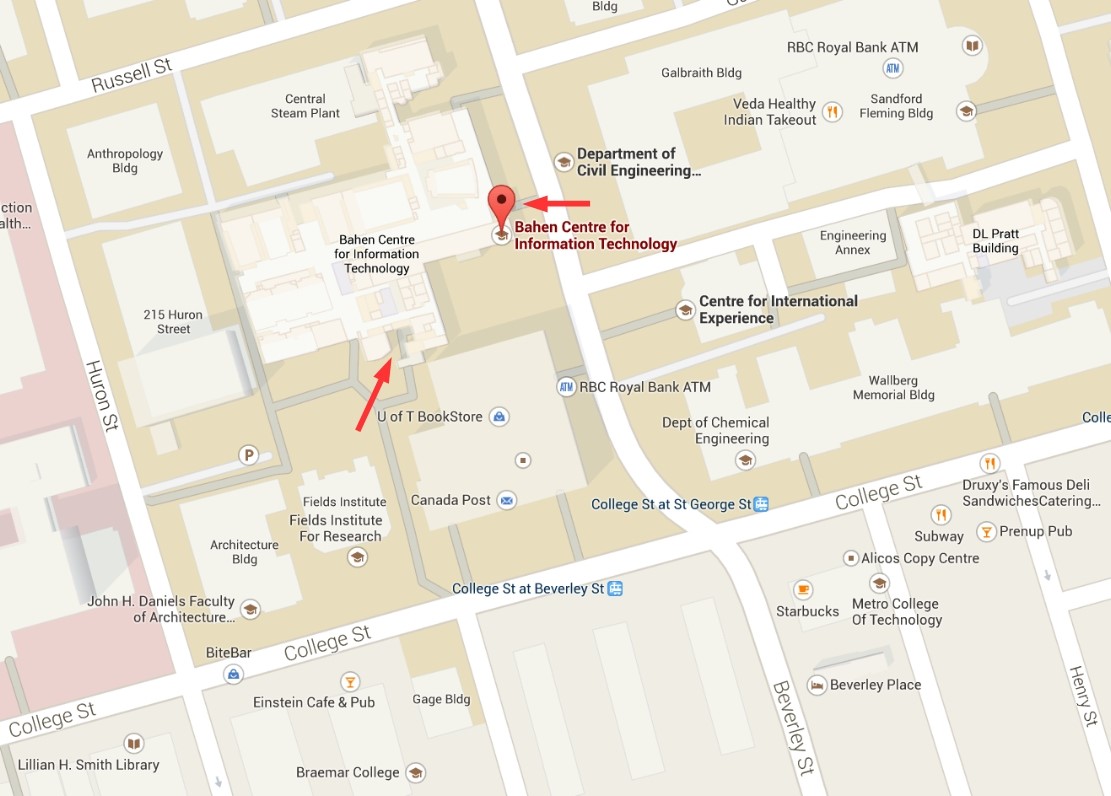 Bldg
Russell St
RBC Royal Bank ATM
ATM
Galbraith Bldg
Central
Steam Plant
Veda Healthy
Indian Takeout
Sandford
Fleming Bldg
Anthropology
Bldg
Department of
Civil Engineering...
ction
alth...
Bahen Centre for
Information Technology
Bahen Centre
for Information
Technology
Engineering
Annex
DL Pratt
Building
215 Huron
Street
Centre for International
Experience
Huron St
ATM
RBC Royal Bank ATM
Wallberg
Memorial Bldg
U of T BookStore
Colle
Dept of Chemical
Engineering
P
Canada Post
College St at St George St
College St
Druxy's Famous Deli
SandwichesCatering...
Fields Institute
Fields Institute
For Research
Subway
Prenup Pub
Architecture
Bldg
Alicos Copy Centre
College St at Beverley St
John H. Daniels Faculty
of Architecture...
Starbucks
Metro College
Of Technology
College St
BiteBar
Einstein Cafe & Pub
Gage Bldg
Beverley Place
Henry St
College St
Beverley St
Lillian H. Smith Library
Braemar College